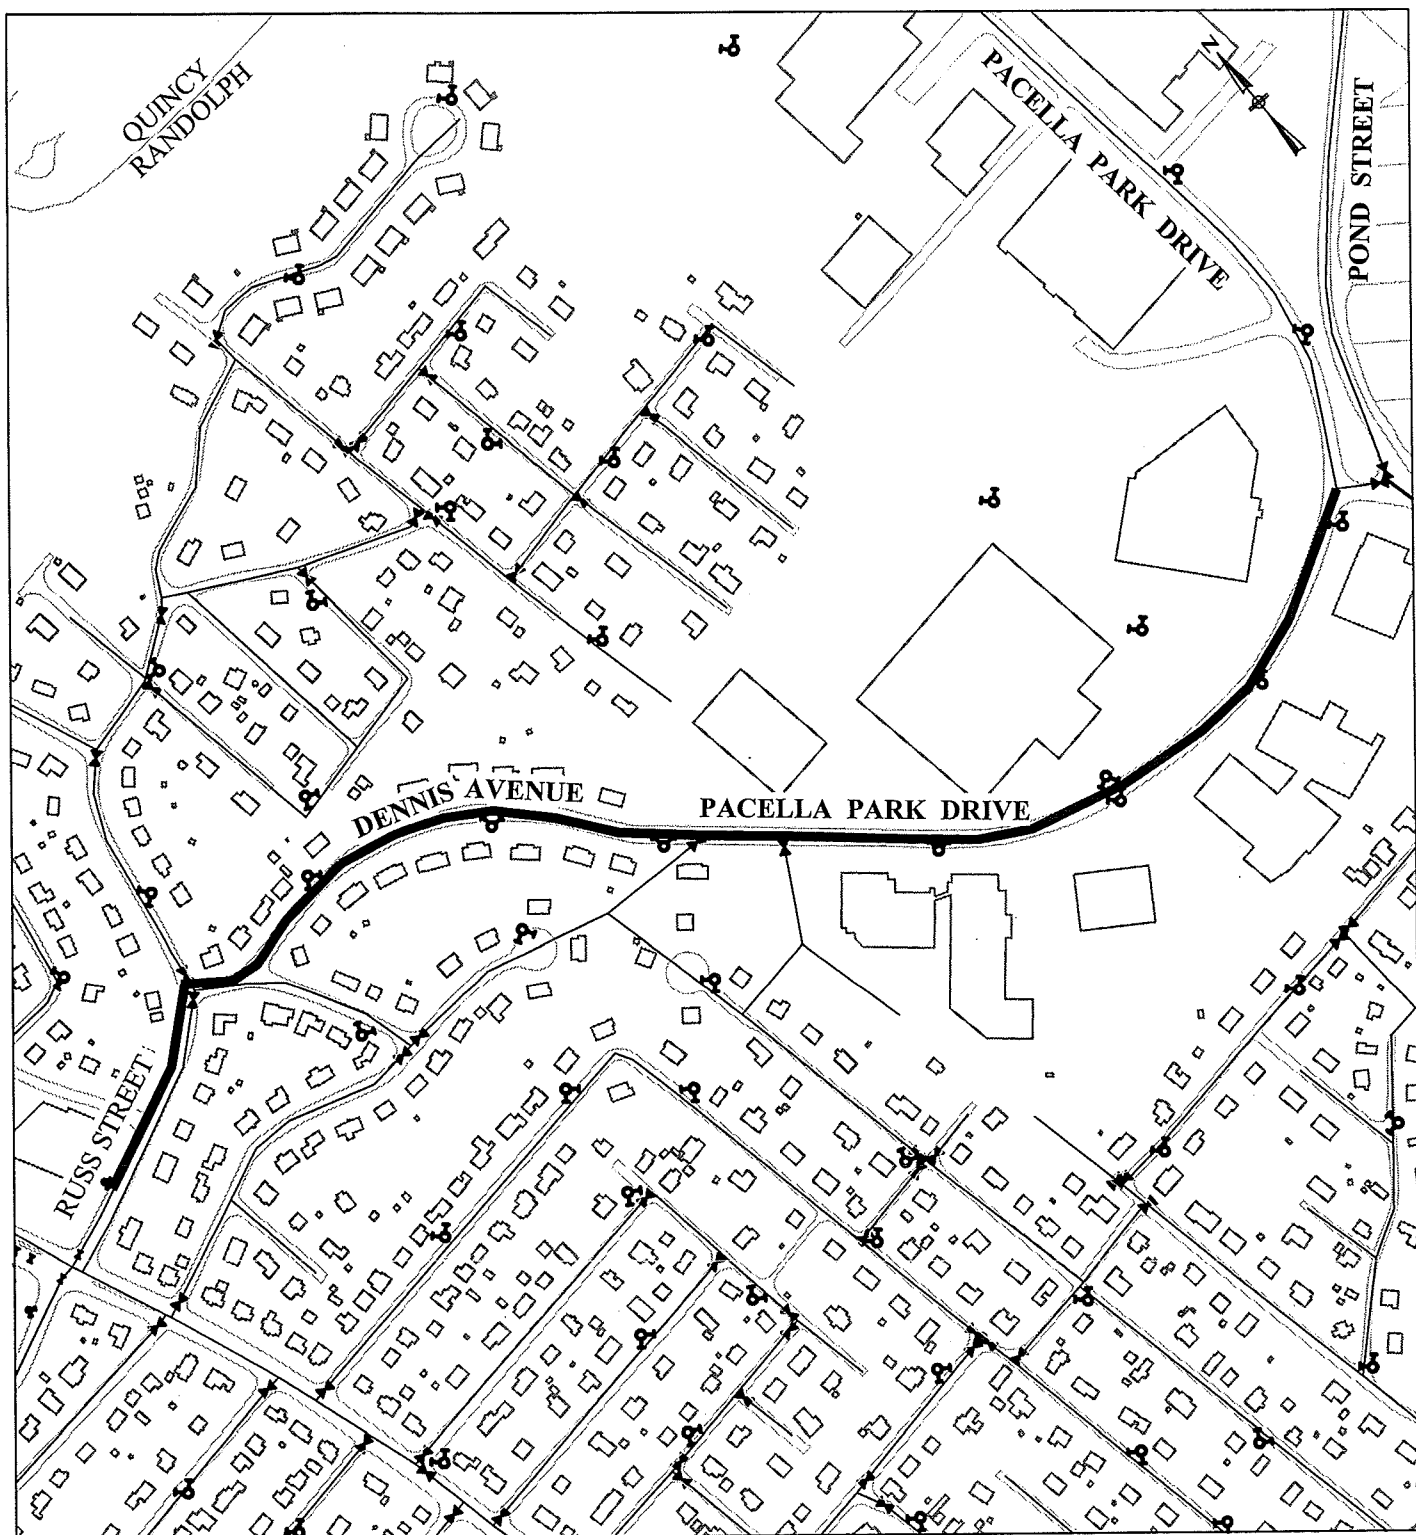 QUINCY
RANDOLPH
N
PACELLA PARK DRIVE
POND STREET
DENNIS AVENUE
PACELLA PARK DRIVE
RUSS STREET